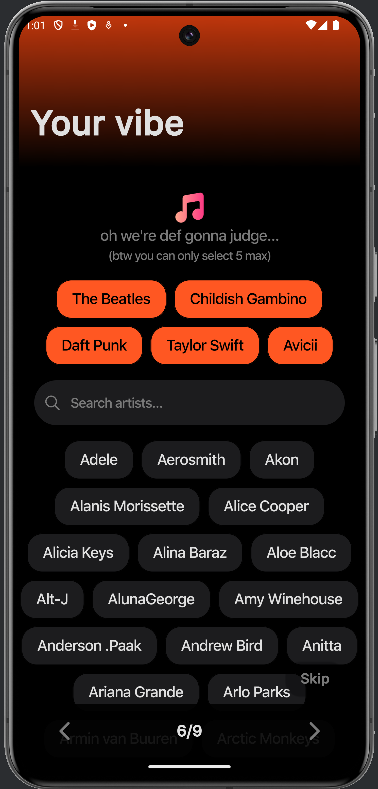 1:01
Your vibe
oh we're def gonna judge...
(btw you can only select 5 max)
The Beatles Childish Gambino
Daft Punk Taylor Swift Avicii
Search artists...
Adele Aerosmith Akon
Alanis Morissette Alice Cooper
Alicia Keys Alina Baraz Aloe Blacc
Alt-J AlunaGeorge Amy Winehouse
Anderson .Paak Andrew Bird Anitta
Skip
Ariana Grande Arlo Parks
6/9
Armin van Buuren Arctic Monkeys